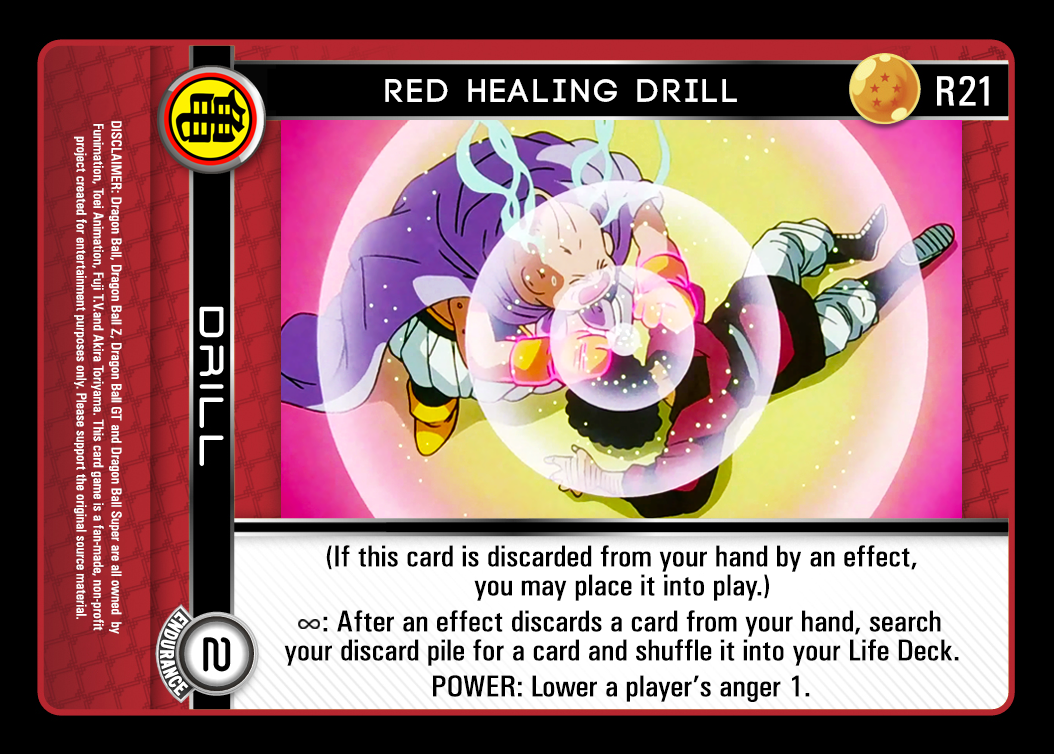 RED HEALING DRILL
R21
DISCLAIMER: Dragon Ball, Dragon Ball Z, Dragon Ball GT and Dragon Ball Super are all owned by
Funimation, Toei Animation, Fuji T.V.and Akira Toriyama. This card game is a fan-made, non-profit
project created for entertainment purposes only. Please support the original source material.
DRILL
(If this card is discarded from your hand by an effect,
you may place it into play.)
∞: After an effect discards a card from your hand, search
your discard pile for a card and shuffle it into your Life Deck.
POWER: Lower a player's anger 1.
ENDURANCE
2